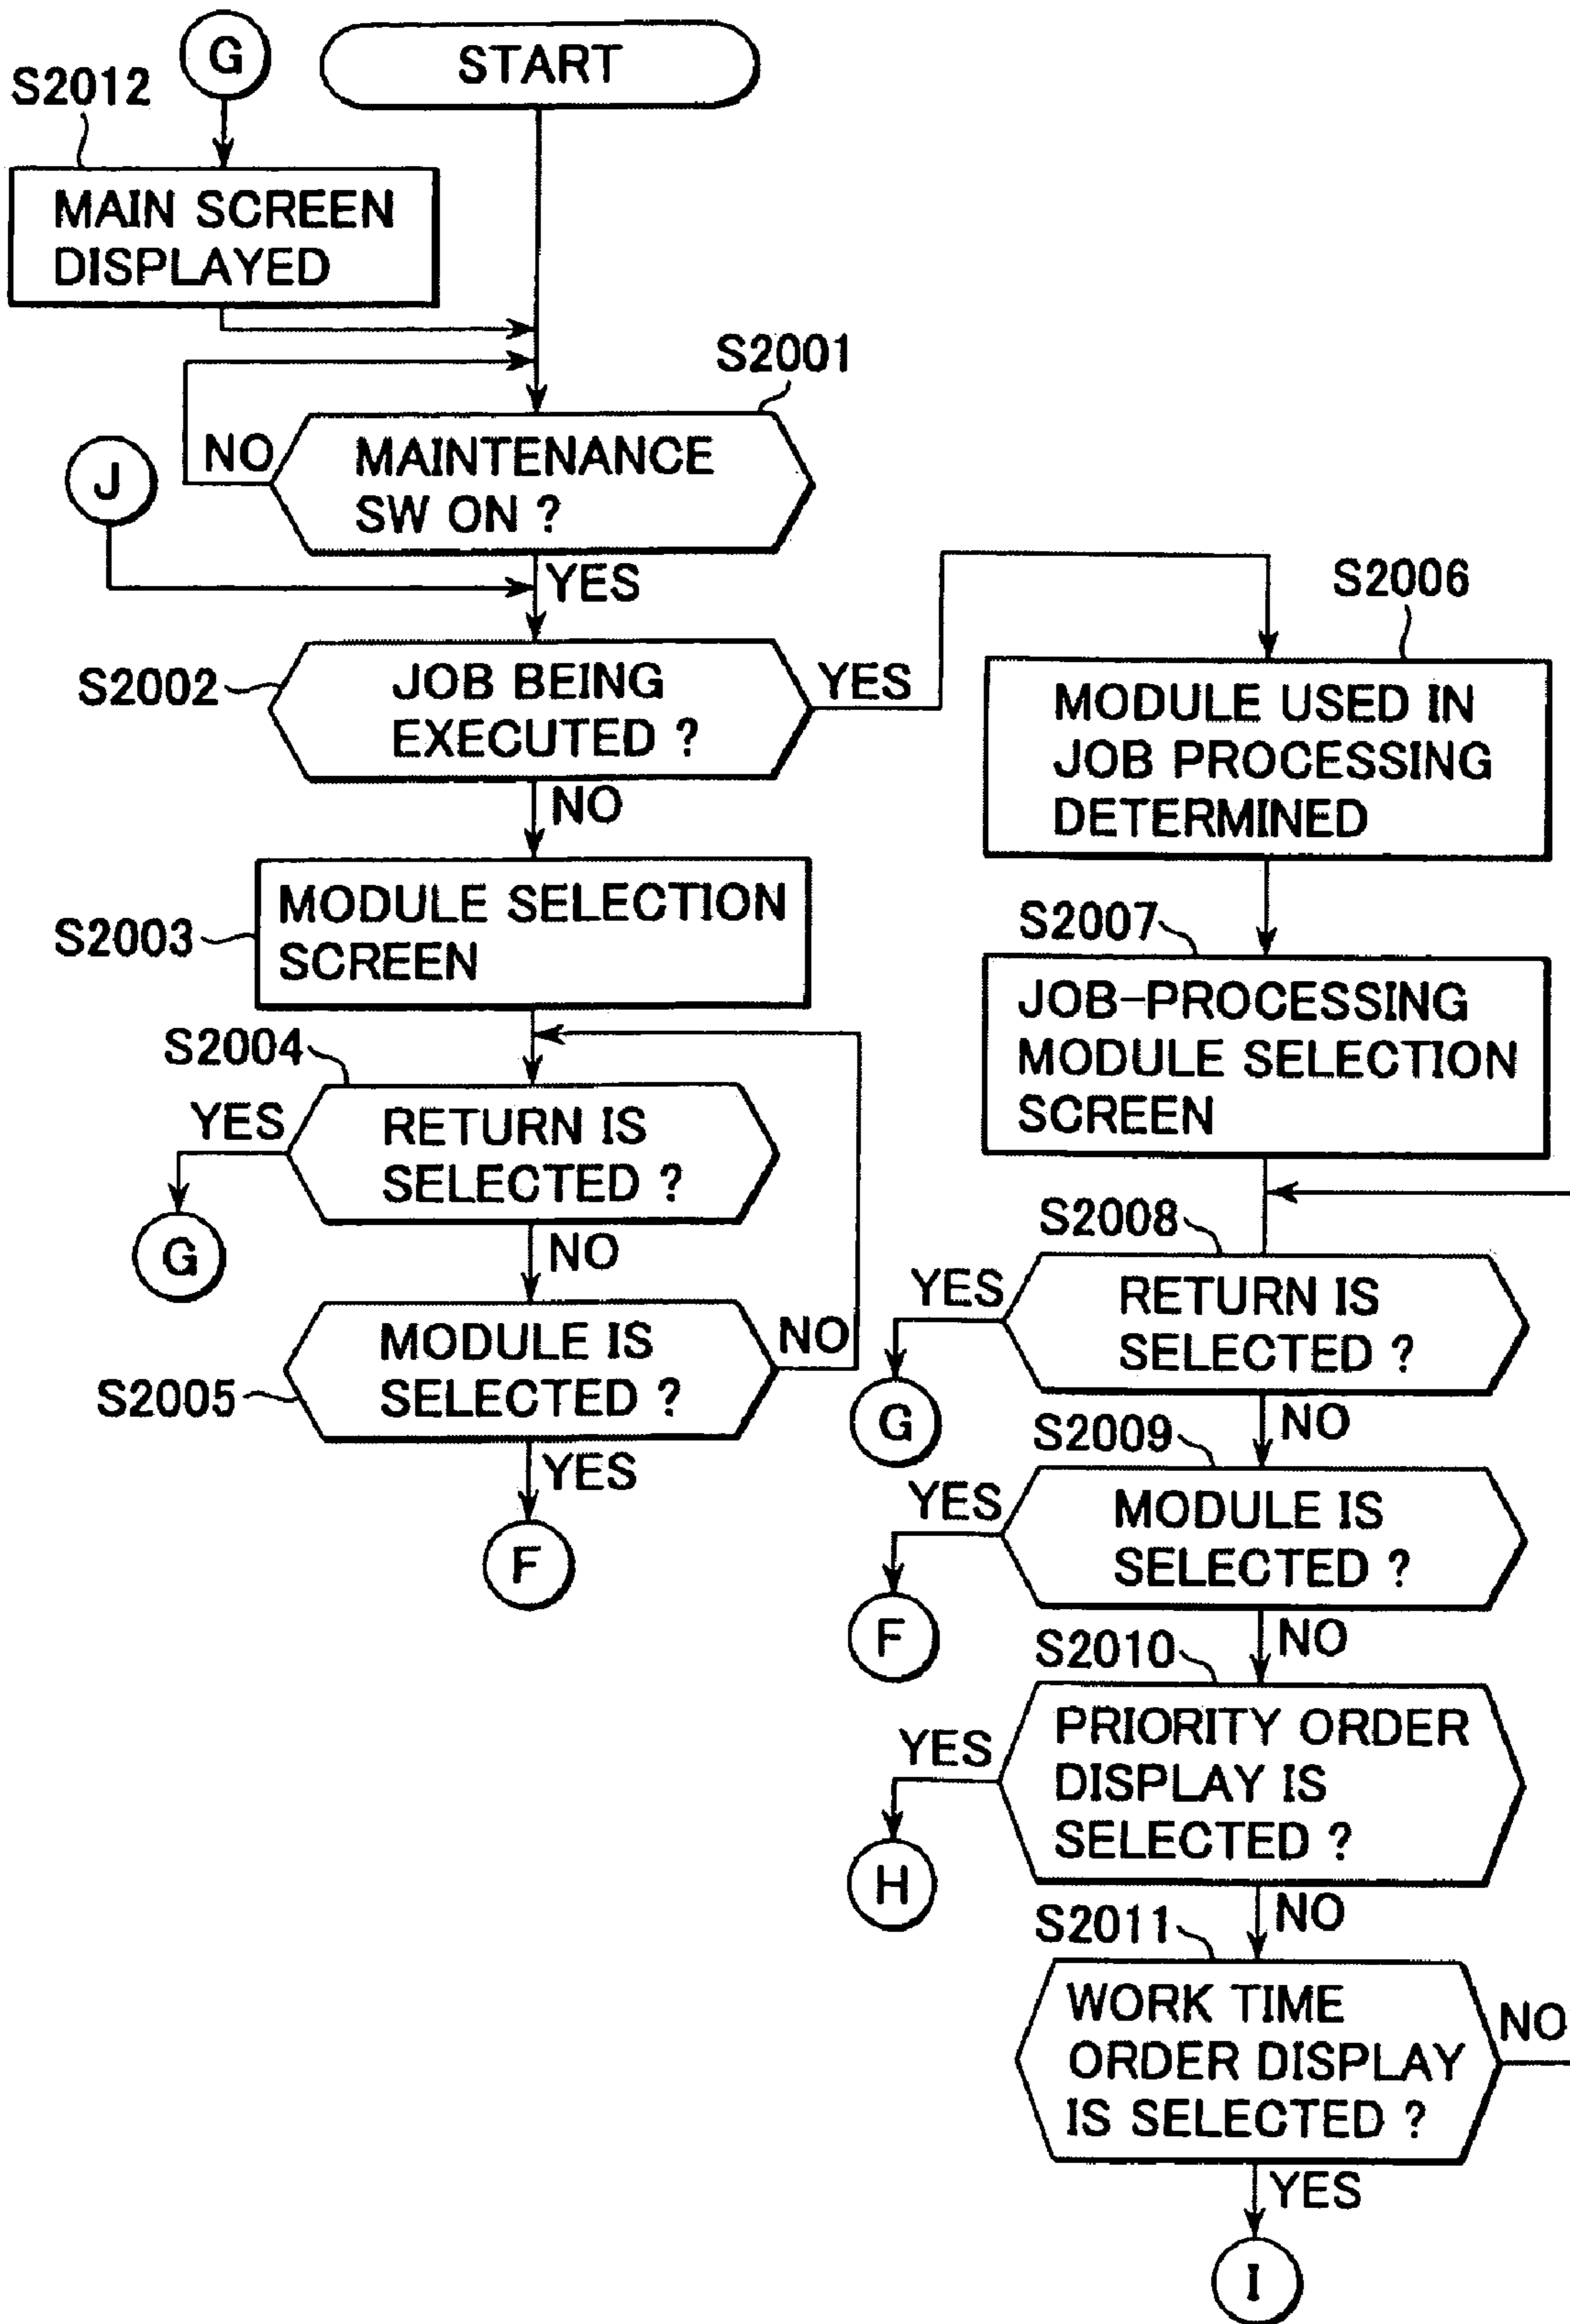 G
START
S2012
MAIN SCREEN
DISPLAYED
S2001
NO
MAINTENANCE
SW ON ?
J
YES
S2002
JOB BEING
EXECUTED ?
YES
NO
S2003
MODULE SELECTION
SCREEN
S2004
YES
RETURN IS
SELECTED ?
G
NO
MODULE IS
SELECTED ?
NO
S2005
YES
F
S2006
MODULE USED IN
JOB PROCESSING
DETERMINED
S2007
JOB-PROCESSING
MODULE SELECTION
SCREEN
S2008
YES
RETURN IS
SELECTED ?
G
NO
S2009
YES
MODULE IS
SELECTED ?
F
NO
S2010
YES
PRIORITY ORDER
DISPLAY IS
SELECTED ?
H
NO
S2011
WORK TIME
ORDER DISPLAY
IS SELECTED ?
NO
YES
I